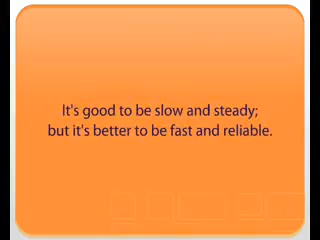 It's good to be slow and steady;
but it's better to be fast and reliable.